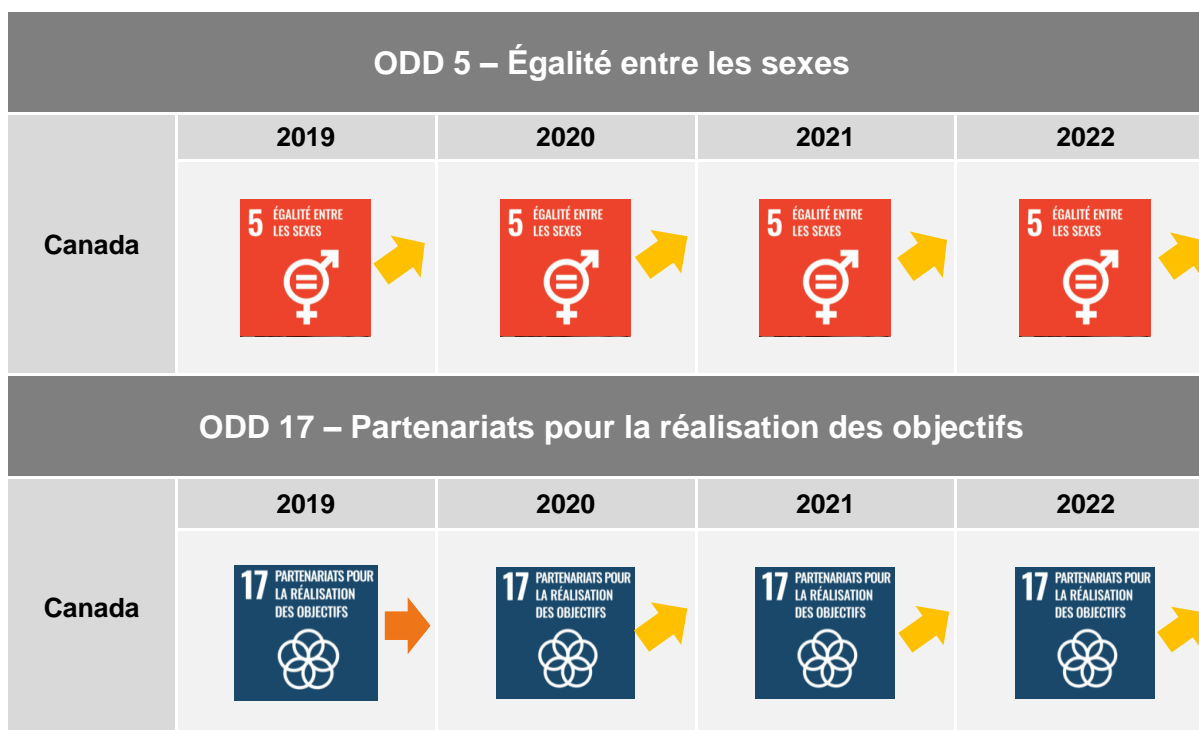 ODD 5 – Égalité entre les sexes
2019 2020 2021 2022
Canada
5 ÉGALITÉ ENTRE
LES SEXES
5 ÉGALITÉ ENTRE
LES SEXES
5 ÉGALITÉ ENTRE
LES SEXES
5 ÉGALITÉ ENTRE
LES SEXES
ODD 17 – Partenariats pour la réalisation des objectifs
2019 2020 2021 2022
Canada
17 PARTENARIATS POUR
LA RÉALISATION
DES OBJECTIFS
17 PARTENARIATS POUR
LA RÉALISATION
DES OBJECTIFS
17 PARTENARIATS POUR
LA RÉALISATION
DES OBJECTIFS
17 PARTENARIATS POUR
LA RÉALISATION
DES OBJECTIFS